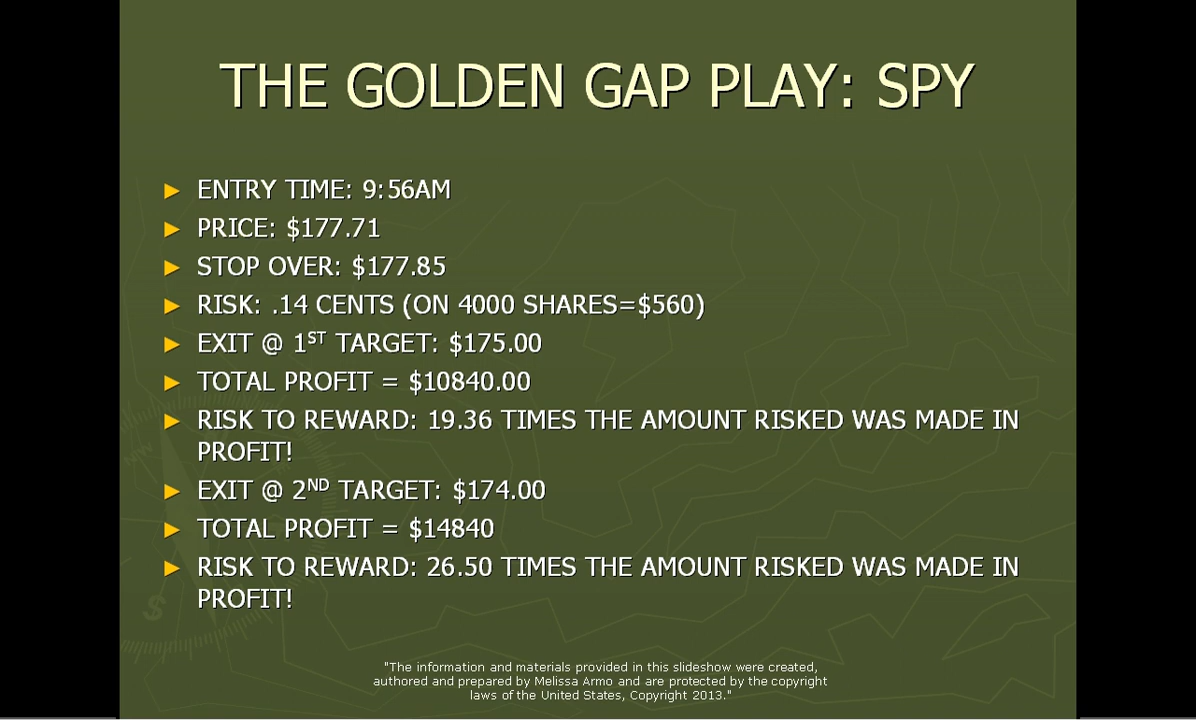 THE GOLDEN GAP PLAY: SPY
► ENTRY TIME: 9:56AM
► PRICE: $177.71
► STOP OVER: $177.85
► RISK: .14 CENTS (ON 4000 SHARES=$560)
► EXIT @ 1ST TARGET: $175.00
► TOTAL PROFIT = $10840.00
► RISK TO REWARD: 19.36 TIMES THE AMOUNT RISKED WAS MADE IN
PROFIT!
► EXIT @ 2ND TARGET: $174.00
► TOTAL PROFIT = $14840
► RISK TO REWARD: 26.50 TIMES THE AMOUNT RISKED WAS MADE IN
PROFIT!
"The information and materials provided in this slideshow were created,
authored and prepared by Melissa Armo and are protected by the copyright
laws of the United States, Copyright 2013."